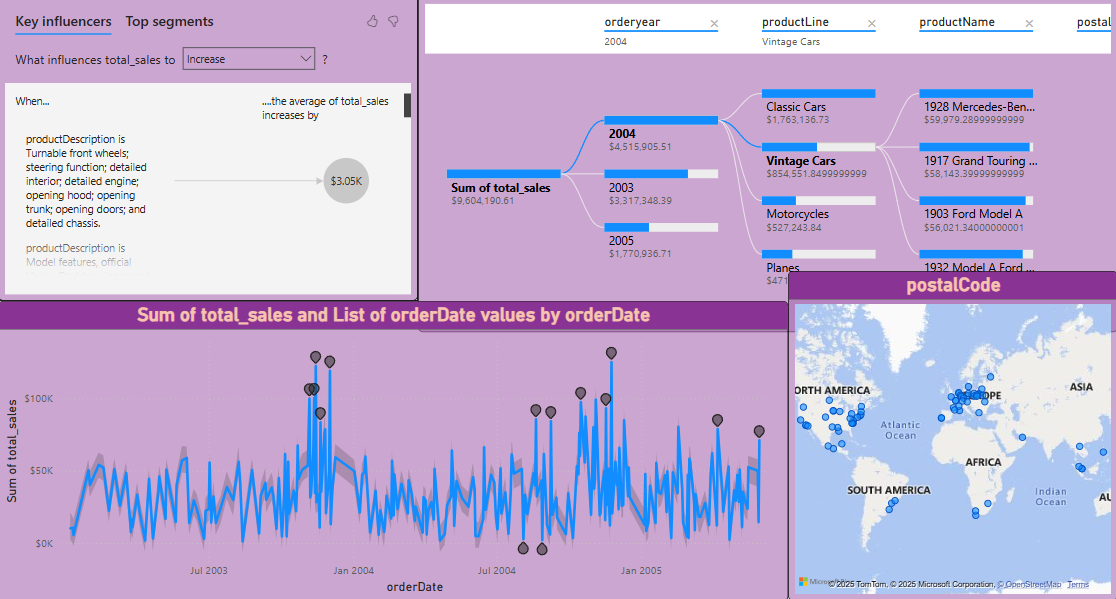 Key influencers Top segments
What influences total_sales to Increase ?
When...
....the average of total_sales
increases by
productDescription is
Turnable front wheels;
steering function; detailed
interior; detailed engine;
opening hood; opening
trunk; opening doors; and
detailed chassis.
$3.05K
productDescription is
Model features, official
orderyear
2004
productLine
Vintage Cars
productName
postal
Sum of total_sales
$9,604,190.61
2004
$4,515,905.51
2003
$3,317,348.39
2005
$1,770,936.71
Classic Cars
$1,763,136.73
Vintage Cars
$854,551.8499999999
Motorcycles
$527,243.84
Planes
$471
1928 Mercedes-Ben...
$59,979.28999999999
1917 Grand Touring ...
$58,143.39999999999
1903 Ford Model A
$56,021.34000000001
1932 Model A Ford ...
Sum of total_sales and List of orderDate values by orderDate
Sum of total_sales
$100K
$50K
$0K
Jul 2003
Jan 2004
Jul 2004
Jan 2005
orderDate
postalCode
ORTH AMERICA
OPE
ASIA
Atlantic
Ocean
AFRICA
SOUTH AMERICA
Indian
Ocean
AU
© 2025 TomTom, © 2025 Microsoft Corporation, © OpenStreetMap Terms